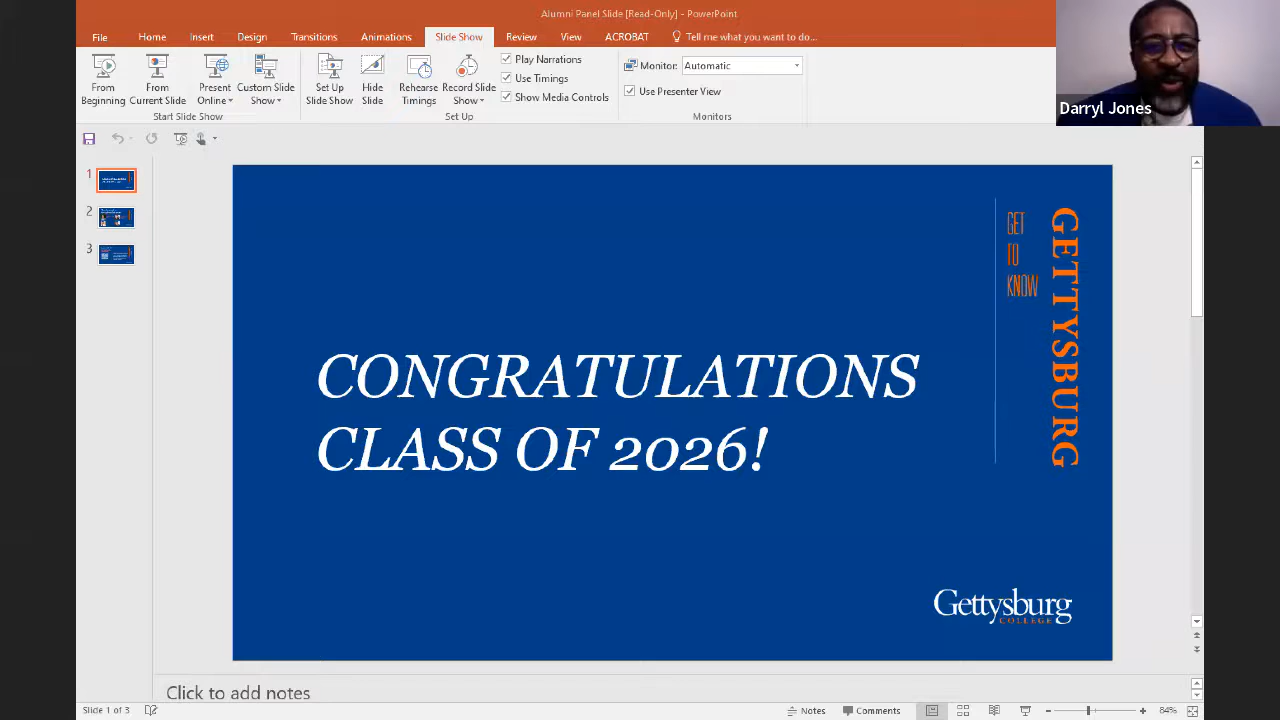 Alumni Panel Slide [Read-Only] - PowerPoint
File Home Insert Design Transitions Animations Slide Show Review View ACROBAT Tell me what you want to do...
From Beginning
From Current Slide
Present Online
Custom Slide Show
Start Slide Show
Set Up Slide Show
Hide Slide
Rehearse Timings
Record Slide Show
Play Narrations
Use Timings
Show Media Controls
Set Up
Monitor: Automatic
Use Presenter View
Monitors
Darryl Jones
1
2
3
CONGRATULATIONS
CLASS OF 2026!
GET
TO
KNOW
GETTYSBURG
Gettysburg
COLLEGE
Click to add notes
Slide 1 of 3 Notes Comments 84%